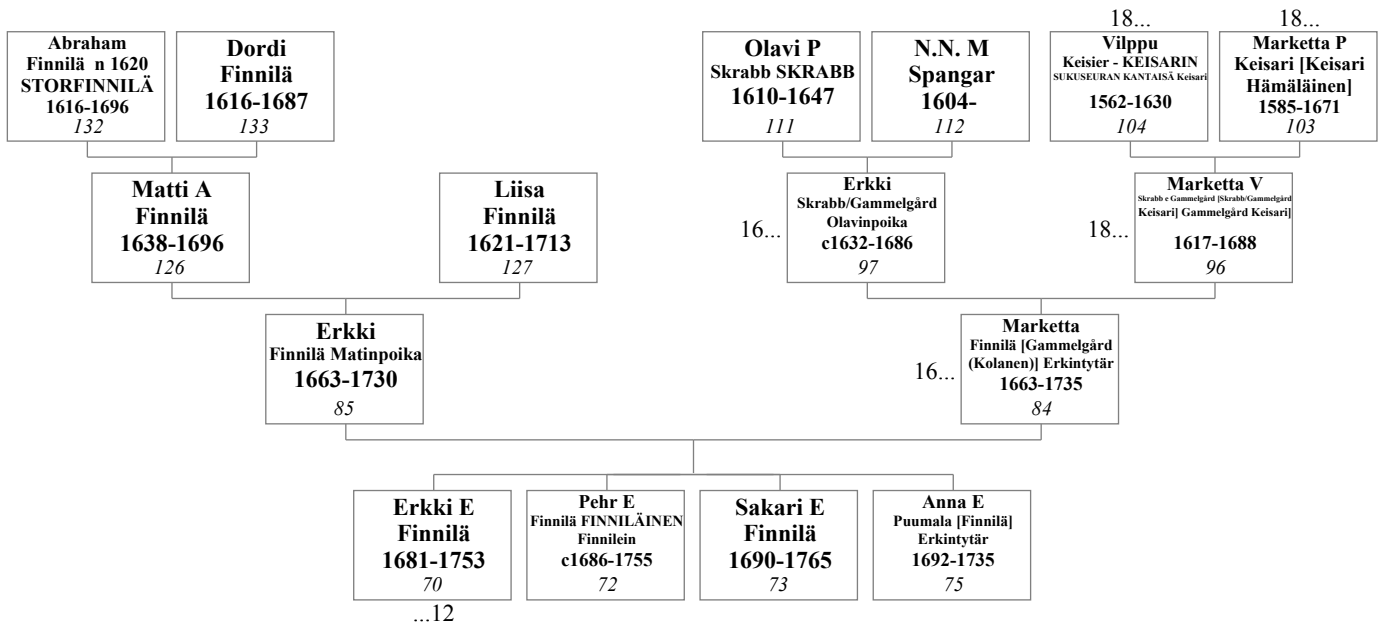 18...
18...
Abraham
Finnilä n 1620
STORFINNILÄ
1616-1696
132
Dordi
Finnilä
1616-1687
133
Olavi P
Skrabb SKRABB
1610-1647
111
N.N. M
Spangar
1604-
112
Vilppu
Keisier - KEISARIN
SUKUSEURAN KANTAISÄ Keisari
1562-1630
104
Marketta P
Keisari [Keisari
Hämäläinen]
1585-1671
103
Matti A
Finnilä
1638-1696
126
Liisa
Finnilä
1621-1713
127
16...
Erkki
Skrabb/Gammelgård
Olavinpoika
c1632-1686
97
18...
Marketta V
Skrabb e Gammelgård [Skrabb/Gammelgård
Keisari] Gammelgård Keisari]
1617-1688
96
Erkki
Finnilä Matinpoika
1663-1730
85
16...
Marketta
Finnilä [Gammelgård
(Kolanen)] Erkintytär
1663-1735
84
Erkki E
Finnilä
1681-1753
70
Pehr E
Finnilä FINNILÄINEN
Finnilein
c1686-1755
72
Sakari E
Finnilä
1690-1765
73
Anna E
Puumala [Finnilä]
Erkintytär
1692-1735
75
...12